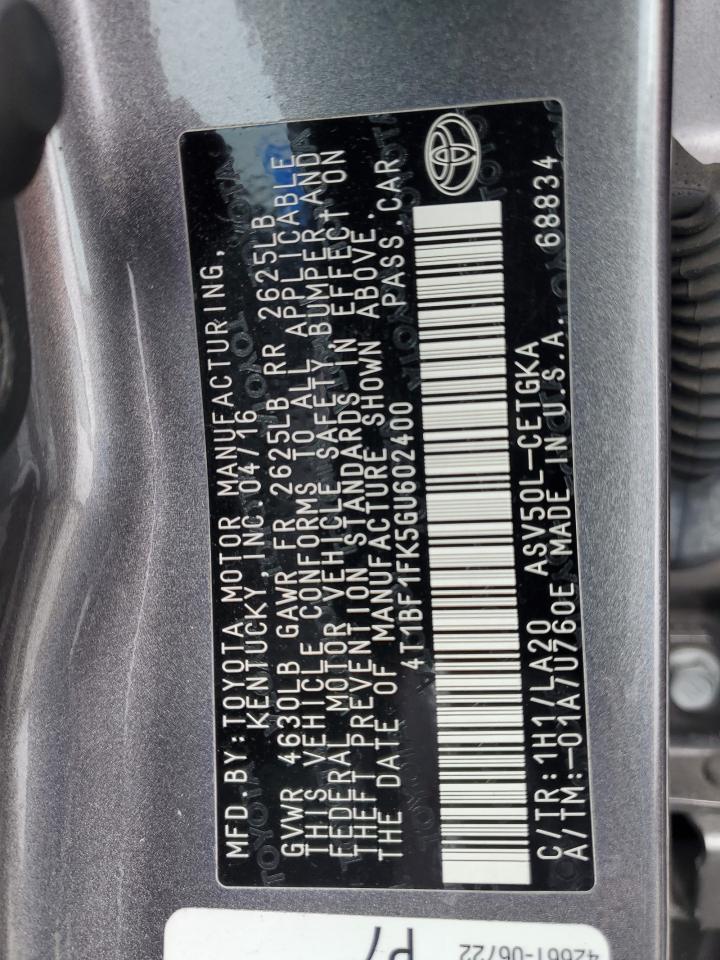 MFD.BY:TOYOTA MOTOR MANUFACTURING,
KENTUCKY,INC.04/16
GVWR 4630LB GAWR FR 2625LB RR 2625LB
THIS VEHICLE CONFORMS TO ALL APPLICABLE
FEDERAL MOTOR VEHICLE SAFETY,BUMPER,AND
THEFT PREVENTION STANDARDS IN EFFECT ON
THE DATE OF MANUFACTURE SHOWN ABOVE.
4T1BF1FK5GU602400 PASS.CAR
C/TR:1H1/LA20 ASV50L-CETGKA
A/TM:-01A/U760E MADE IN U.S.A. 68834
42661-06722